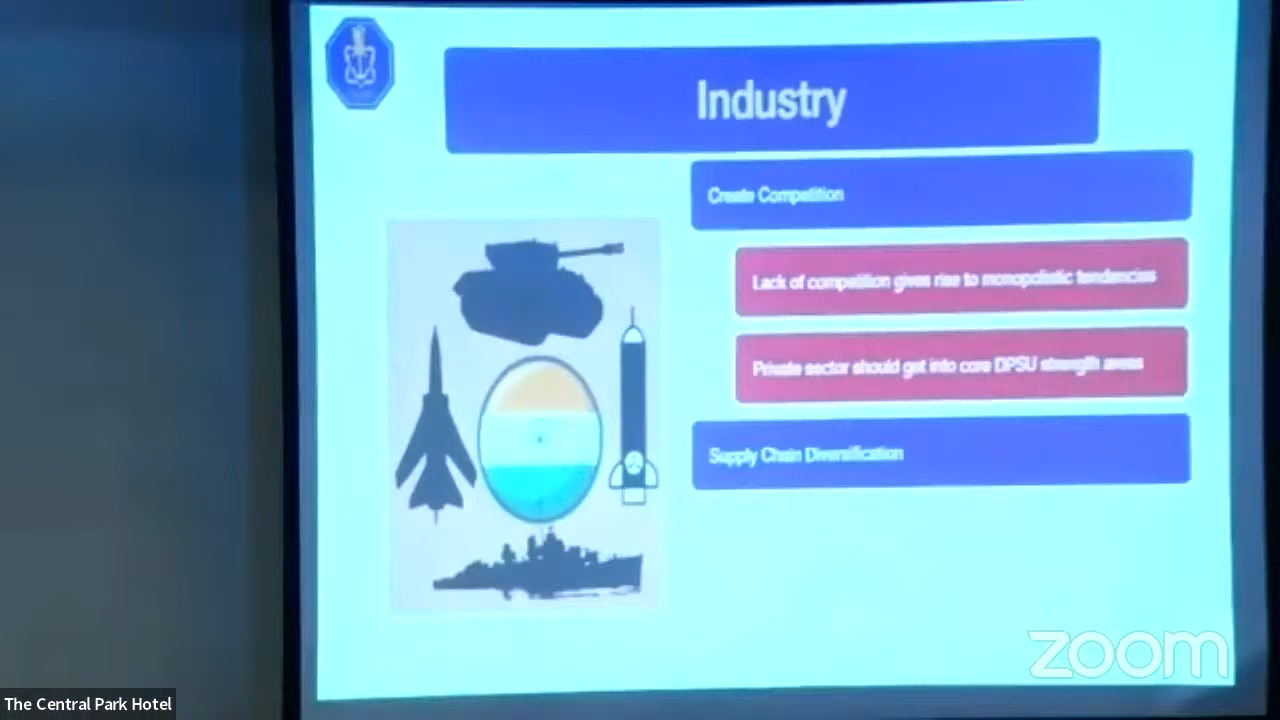 Industry
Create Competition
Lack of competition gives rise to monopolistic tendencies
Private sector should get into core DPSU strength areas
Supply Chain Diversification
zoom
The Central Park Hotel